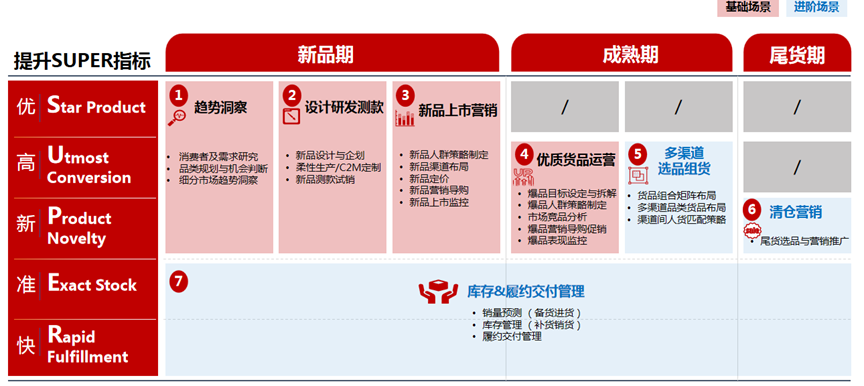 基础场景
进阶场景
提升SUPER指标
新品期
成熟期
尾货期
优 Star Product
高 Utmost
Conversion
新 Product
Novelty
准 Exact Stock
快 Rapid
Fulfillment
1
趋势洞察
• 消费者及需求研究
• 品类规划与机会判断
• 细分市场趋势洞察
2
设计研发测款
• 新品设计与企划
• 柔性生产/C2M定制
• 新品测款试销
3
新品上市营销
• 新品人群策略制定
• 新品渠道布局
• 新品定价
• 新品营销导购
• 新品上市监控
/
/
/
/
4
优质货品运营
UP
• 爆品目标设定与拆解
• 爆品人群策略制定
• 市场竞品分析
• 爆品营销导购促销
• 爆品表现监控
5
多渠道
选品组货
• 货品组合矩阵布局
• 多渠道品类货品布局
• 渠道间人货匹配策略
6
清仓营销
sale
• 尾货选品与营销推广
7
库存&履约交付管理
• 销量预测（备货进货）
• 库存管理（补货销货）
• 履约交付管理